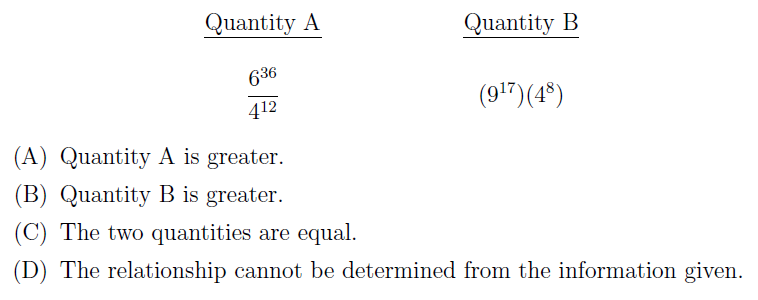 Quantity A Quantity B
6^36/4^12 (9^17)(4^8)
(A) Quantity A is greater.
(B) Quantity B is greater.
(C) The two quantities are equal.
(D) The relationship cannot be determined from the information given.